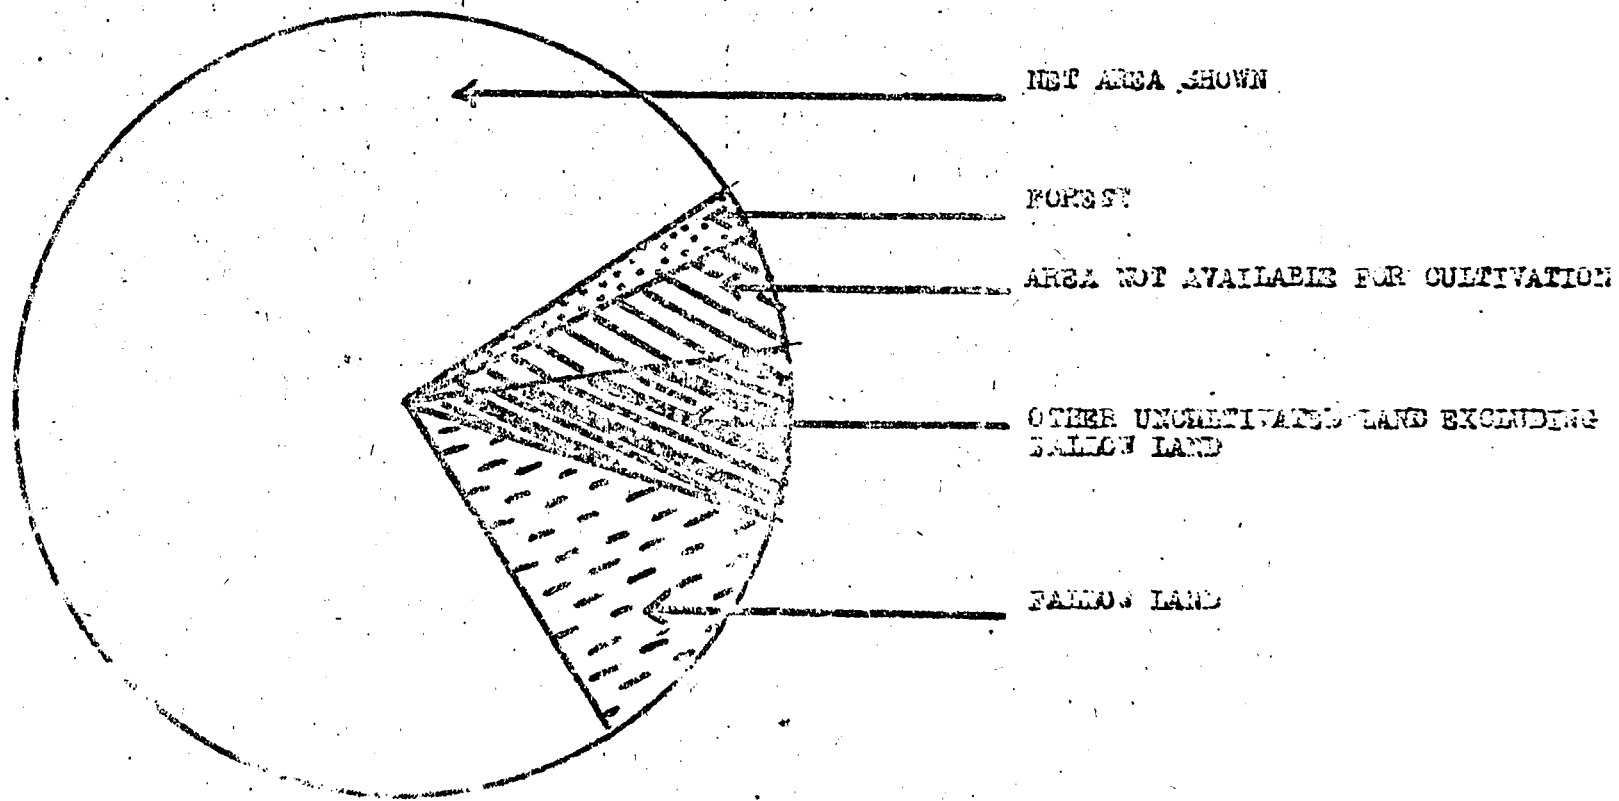 NET AREA SHOWN
FOREST
AREA NOT AVAILABLE FOR CULTIVATION
OTHER UNCULTIVATED LAND EXCLUDING
FALLOW LAND
FALLOW LAND